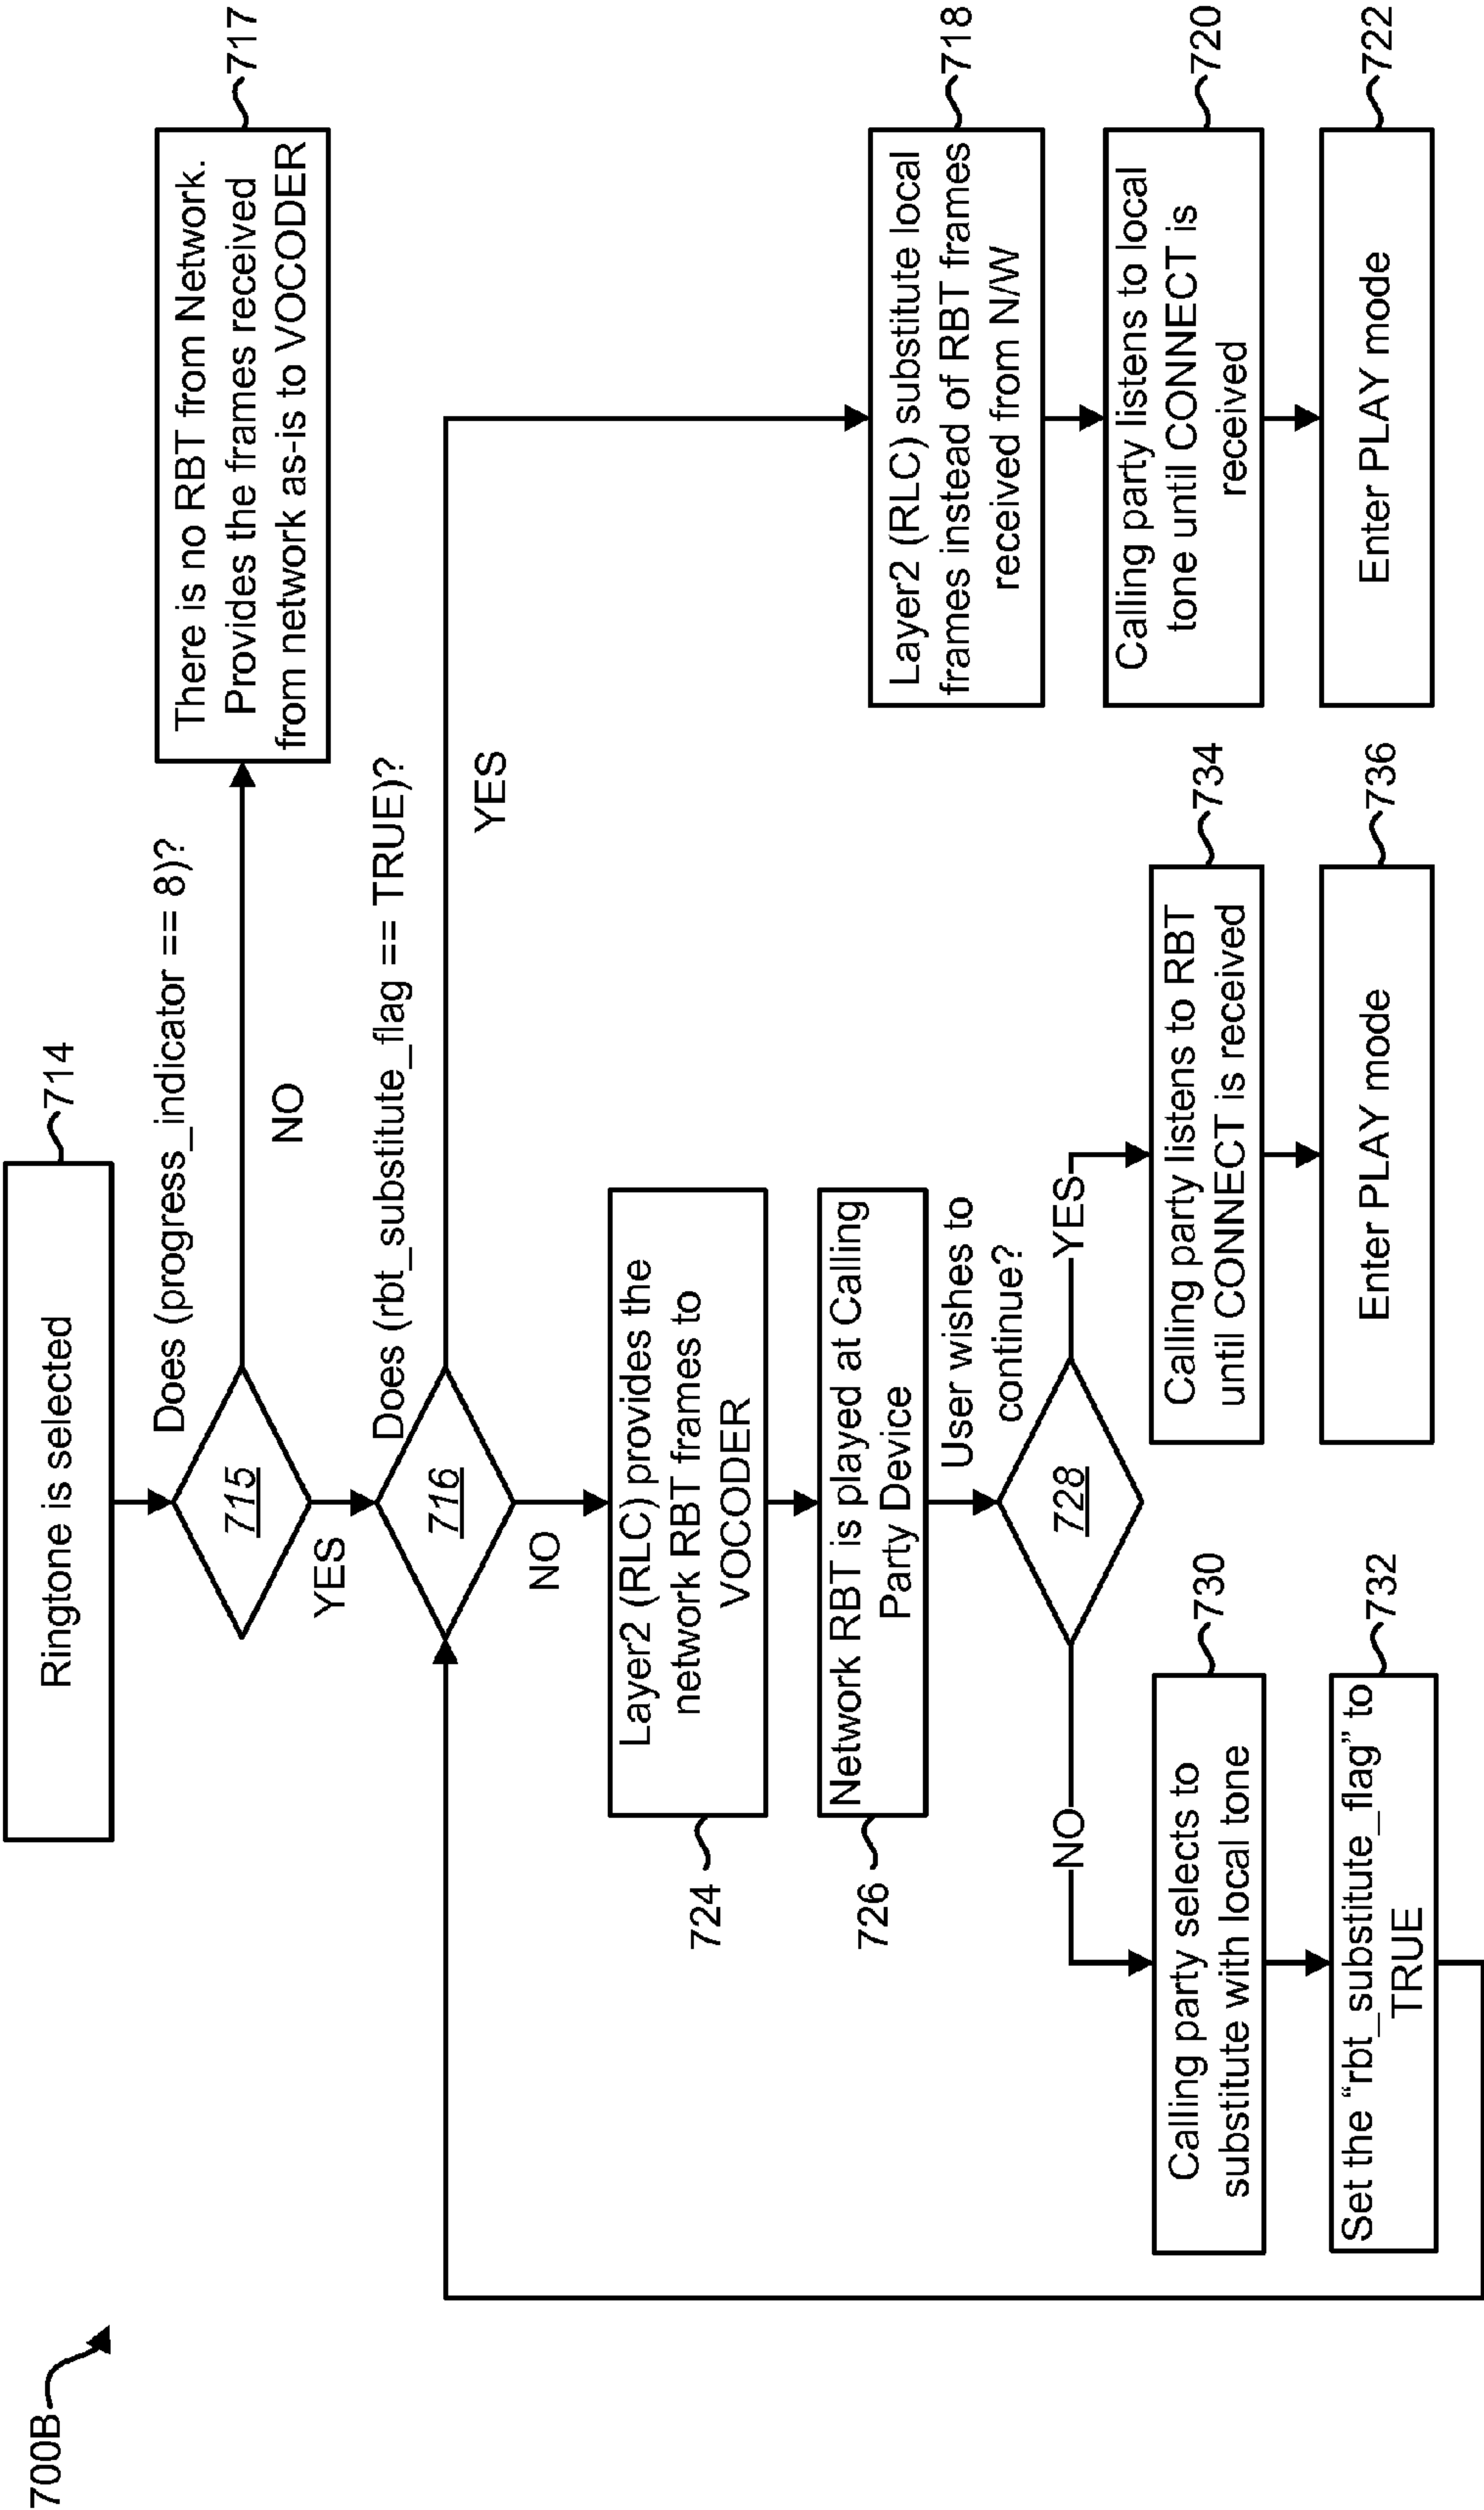 700B
714
Ringtone is selected
Does (progress_indicator == 8)?
715
NO
717
There is no RBT from Network.
Provides the frames received
from network as-is to VOCODER
YES
Does (rbt_substitute_flag == TRUE)?
716
YES
NO
724
Layer2 (RLC) provides the
network RBT frames to
VOCODER
718
Layer2 (RLC) substitute local
frames instead of RBT frames
received from N/W
726
Network RBT is played at Calling
Party Device
User wishes to
continue?
728
NO
YES
730
Calling party selects to
substitute with local tone
734
Calling party listens to RBT
until CONNECT is received
720
Calling party listens to local
tone until CONNECT is
received
732
Set the “rbt_substitute_flag” to
TRUE
736
Enter PLAY mode
722
Enter PLAY mode